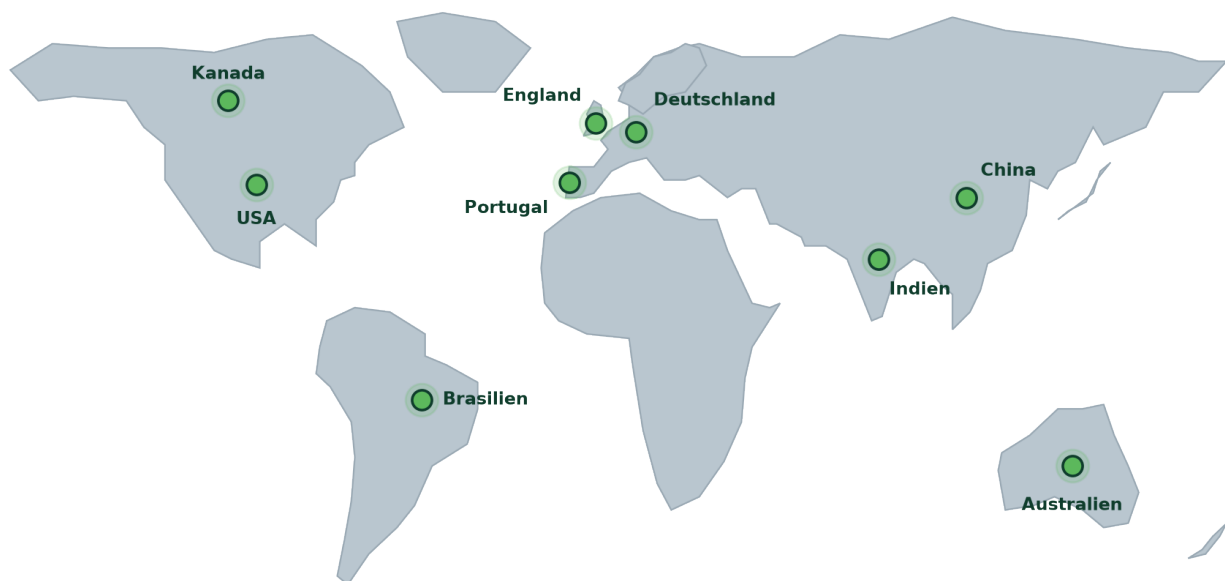 Kanada
England
Deutschland
China
Portugal
USA
Indien
Brasilien
Australien